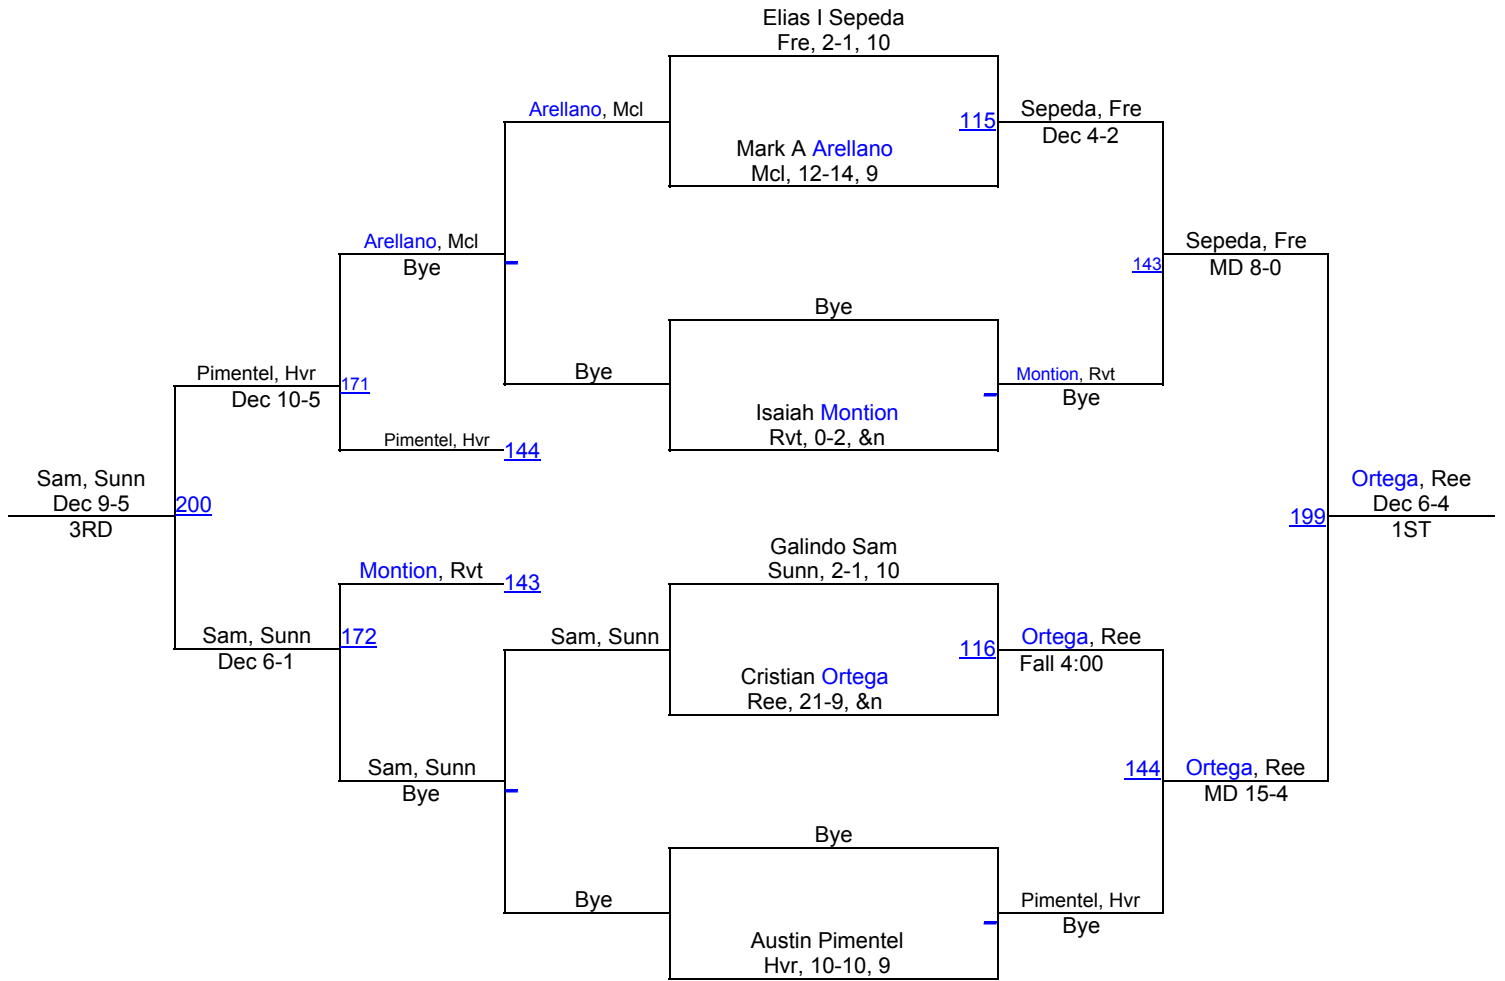 Elias I Sepeda
Fre, 2-1, 10
Arellano, Mcl
115
Sepeda, Fre
Dec 4-2
Mark A Arellano
Mcl, 12-14, 9
Arellano, Mcl
Bye
Sepeda, Fre
MD 8-0
143
Bye
Bye
Montion, Rvt
Bye
Isaiah Montion
Rvt, 0-2, &n
Pimentel, Hvr
Dec 10-5
171
Pimentel, Hvr
144
Sam, Sunn
Dec 9-5
3RD
200
Ortega, Ree
Dec 6-4
1ST
199
Galindo Sam
Sunn, 2-1, 10
Montion, Rvt
143
Sam, Sunn
Dec 6-1
172
Sam, Sunn
116
Ortega, Ree
Fall 4:00
Cristian Ortega
Ree, 21-9, &n
Sam, Sunn
Bye
144
Ortega, Ree
MD 15-4
Bye
Bye
Pimentel, Hvr
Bye
Austin Pimentel
Hvr, 10-10, 9